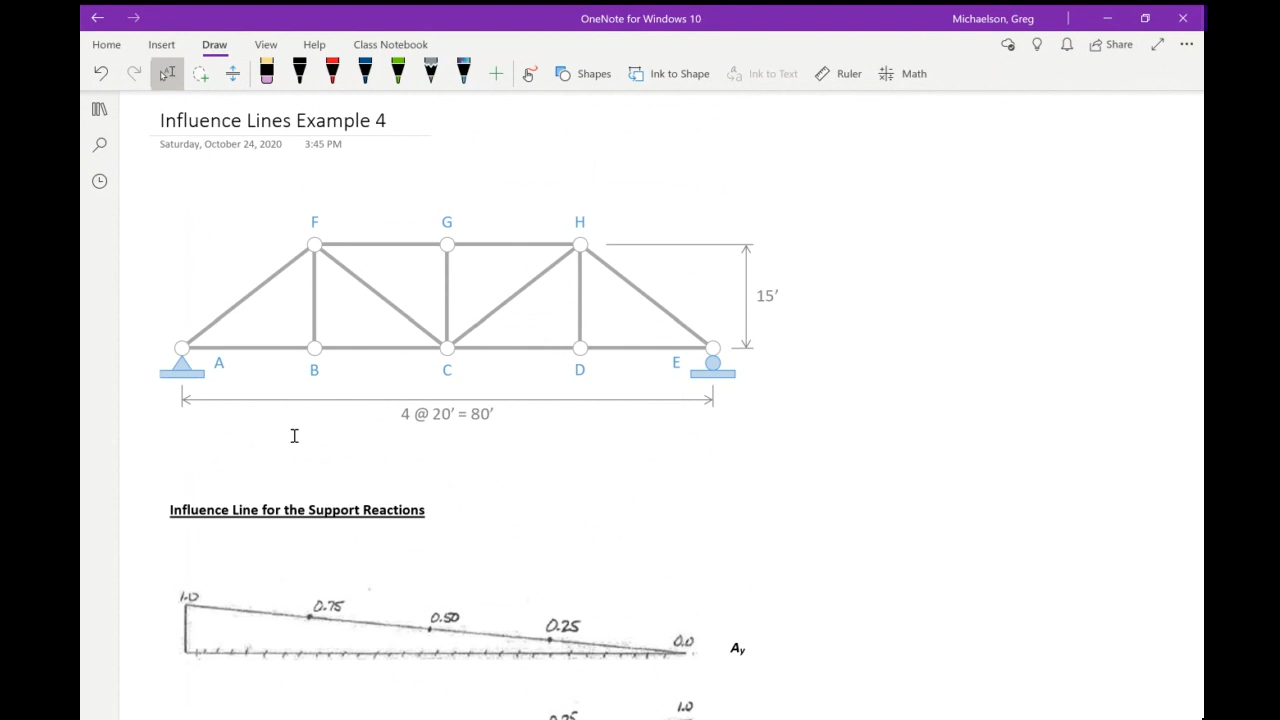 OneNote for Windows 10
Michaelson, Greg
Home Insert Draw View Help Class Notebook
Share
Shapes Ink to Shape Ink to Text Ruler Math
Influence Lines Example 4
Saturday, October 24, 2020 3:45 PM
F G H
15'
A B C D E
4 @ 20' = 80'
Influence Line for the Support Reactions
1.0 0.75 0.50 0.25 0.0
Ay
0.75 1.0